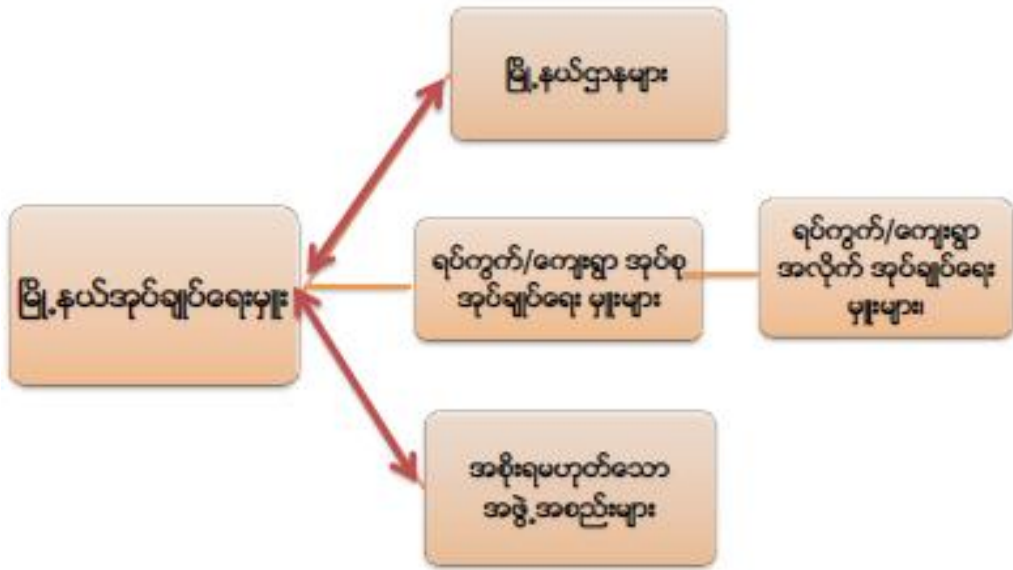 မြို့နယ်ဌာနများ
မြို့နယ်အုပ်ချုပ်ရေးမှူး
ရပ်ကွက်/ကျေးရွာ အုပ်စု
အုပ်ချုပ်ရေး မှူးများ
ရပ်ကွက်/ကျေးရွာ
အလိုက် အုပ်ချုပ်ရေး
မှူးများ၊
အစိုးရမဟုတ်သော
အဖွဲ့အစည်းများ